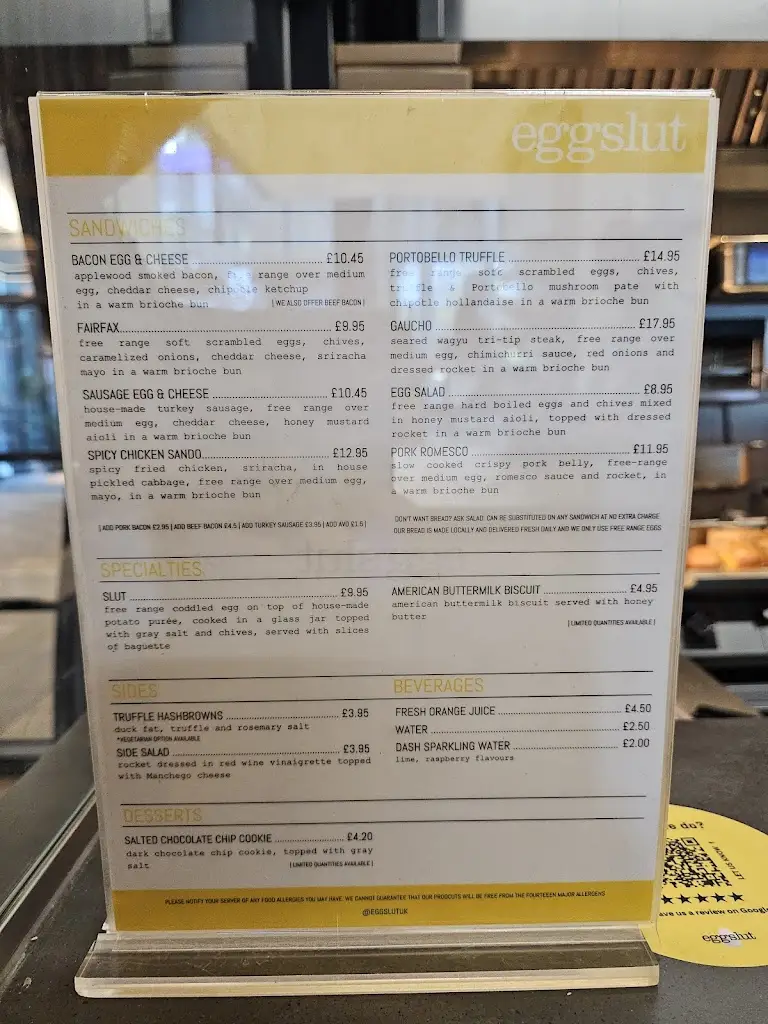 eggslut
SANDWICHES
BACON EGG & CHEESE ........ £10.45
applewood smoked bacon, free range over medium
egg, cheddar cheese, chipotle ketchup
in a warm brioche bun [ WE ALSO OFFER BEEF BACON ]
FAIRFAX........ £9.95
free range soft scrambled eggs, chives,
caramelized onions, cheddar cheese, sriracha
mayo in a warm brioche bun
SAUSAGE EGG & CHEESE ........ £10.45
house-made turkey sausage, free range over
medium egg, cheddar cheese, honey mustard
aioli in a warm brioche bun
SPICY CHICKEN SANDO........ £12.95
spicy fried chicken, sriracha, in house
pickled cabbage, free range over medium egg,
mayo, in a warm brioche bun
[ ADD PORK BACON £2.95 | ADD BEEF BACON £4.5 | ADD TURKEY SAUSAGE £3.95 | ADD AVO £1.5 ]
PORTOBELLO TRUFFLE ........ £14.95
free range soft scrambled eggs, chives,
truffle & Portobello mushroom pate with
chipotle hollandaise in a warm brioche bun
GAUCHO ........ £17.95
seared wagyu tri-tip steak, free range over
medium egg, chimichurri sauce, red onions and
dressed rocket in a warm brioche bun
EGG SALAD ........ £8.95
free range hard boiled eggs and chives mixed
in honey mustard aioli, topped with dressed
rocket in a warm brioche bun
PORK ROMESCO ........ £11.95
slow cooked crispy pork belly, free-range
over medium egg, romesco sauce and rocket, in
a warm brioche bun
DON'T WANT BREAD? ASK SALAD CAN BE SUBSTITUTED ON ANY SANDWICH AT NO EXTRA CHARGE
OUR BREAD IS MADE LOCALLY AND DELIVERED FRESH DAILY AND WE ONLY USE FREE RANGE EGGS
SPECIALTIES
SLUT ........ £9.95
free range coddled egg on top of house-made
potato purée, cooked in a glass jar topped
with gray salt and chives, served with slices
of baguette
AMERICAN BUTTERMILK BISCUIT ........ £4.95
american buttermilk biscuit served with honey
butter
[ LIMITED QUANTITIES AVAILABLE ]
SIDES
TRUFFLE HASHBROWNS ........ £3.95
duck fat, truffle and rosemary salt
*VEGETARIAN OPTION AVAILABLE
SIDE SALAD ........ £3.95
rocket dressed in red wine vinaigrette topped
with Manchego cheese
BEVERAGES
FRESH ORANGE JUICE ........ £4.50
WATER ........ £2.50
DASH SPARKLING WATER ........ £2.00
lime, raspberry flavours
DESSERTS
SALTED CHOCOLATE CHIP COOKIE ........ £4.20
dark chocolate chip cookie, topped with gray
salt [ LIMITED QUANTITIES AVAILABLE ]
PLEASE NOTIFY YOUR SERVER OF ANY FOOD ALLERGIES YOU MAY HAVE. WE CANNOT GUARANTEE THAT OUR PRODUCTS WILL BE FREE FROM THE FOURTEEEN MAJOR ALLERGENS
@EGGSLUTUK
do?
LET US KNOW !
us a review on Google
eggslut